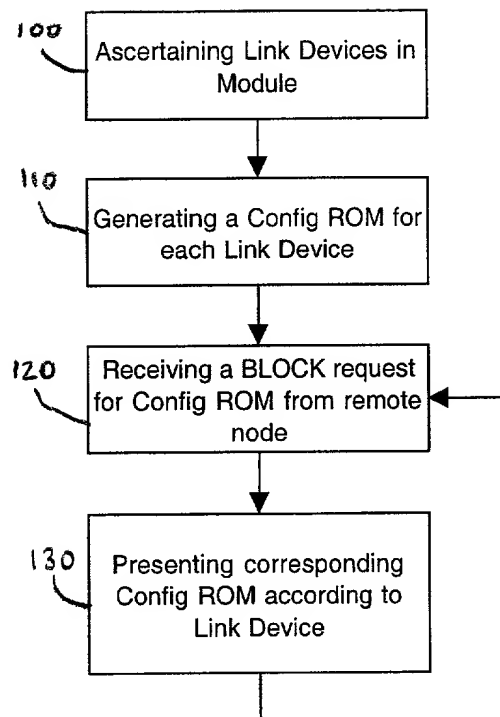 100
Ascertaining Link Devices in
Module
110
Generating a Config ROM for
each Link Device
120
Receiving a BLOCK request
for Config ROM from remote
node
130
Presenting corresponding
Config ROM according to
Link Device